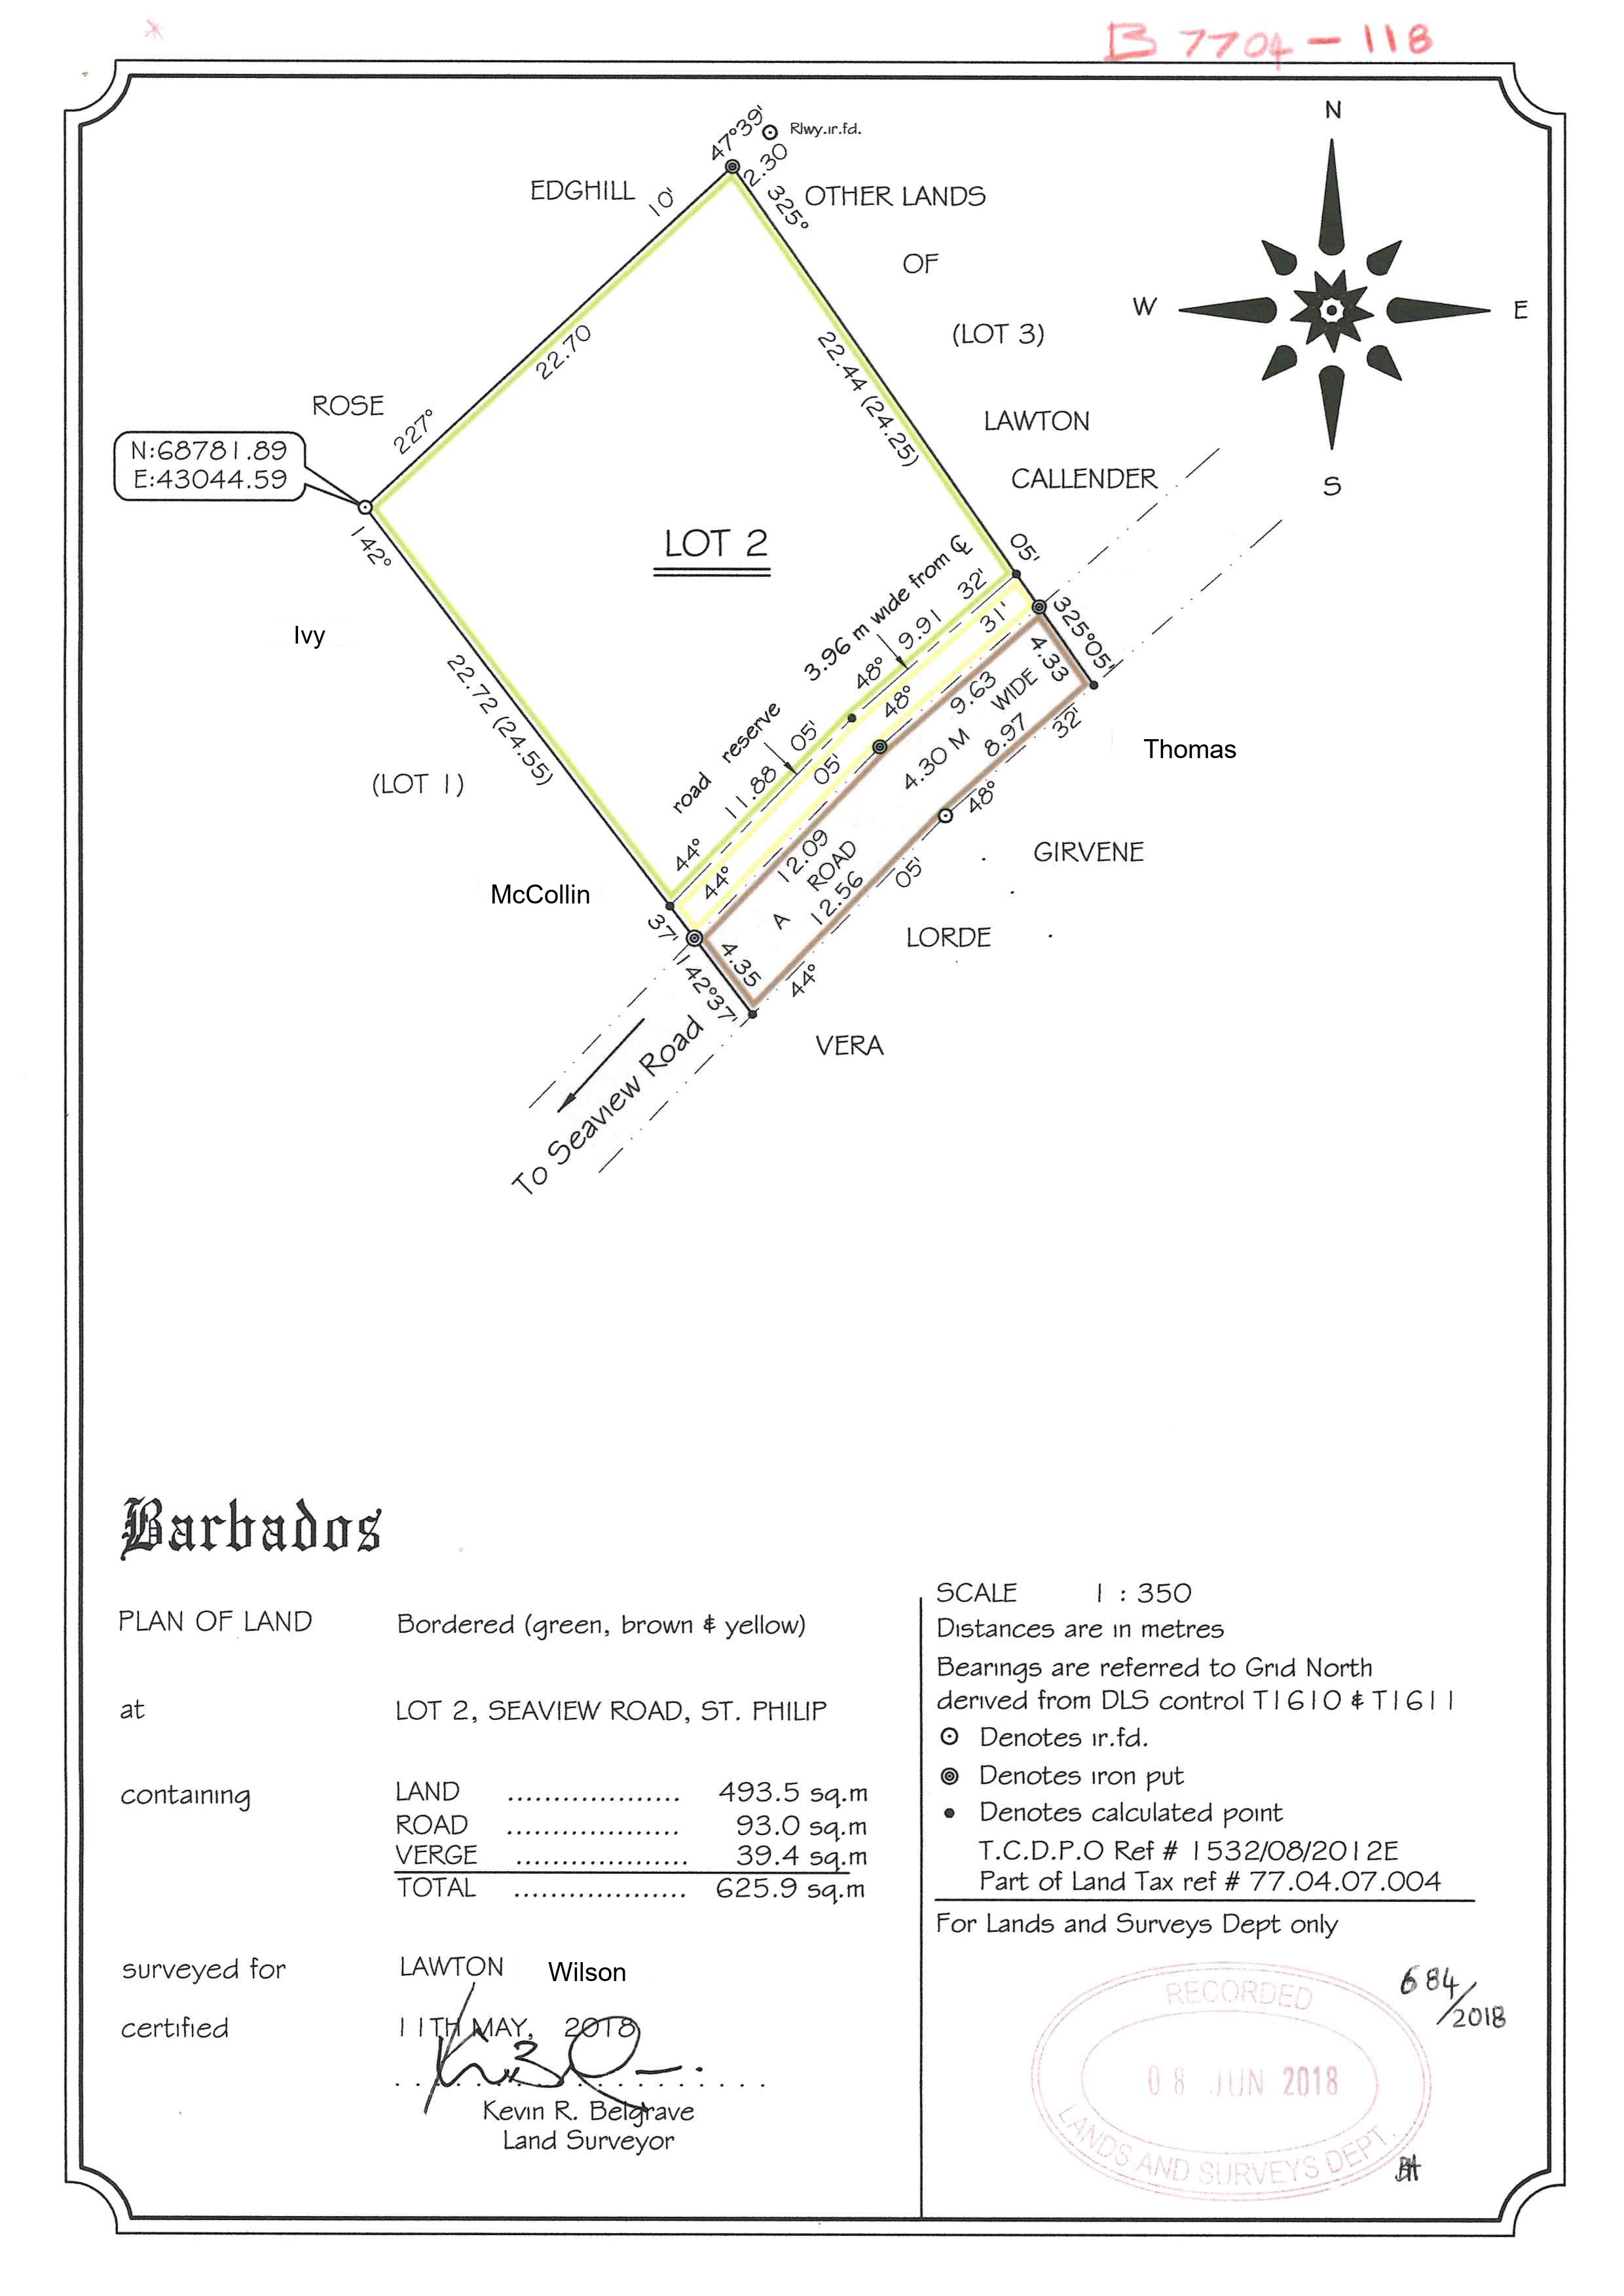 B 7704-118
N
W
E
S
47°39'
Rlwy.ir.fd.
2.30
EDGHILL
10'
325°
OTHER LANDS
OF
(LOT 3)
22.70
22.44 (24.25)
ROSE
227°
LAWTON
CALLENDER
N:68781.89
E:43044.59
142°
LOT 2
05'
Ivy
3.96 m wide from ℄
48° 9.91 32'
31'
325°05'
4.33
road reserve
48°
9.63
22.72 (24.55)
05'
4.30 M WIDE
8.97
32'
Thomas
(LOT 1)
44° 11.88
05'
48°
44°
12.09
A ROAD
12.56
05'
GIRVENE
McCollin
37'
LORDE
4.35
44°
142°37'
VERA
To Seaview Road
Barbados
PLAN OF LAND Bordered (green, brown & yellow)
at LOT 2, SEAVIEW ROAD, ST. PHILIP
containing LAND ................... 493.5 sq.m
ROAD ................... 93.0 sq.m
VERGE ................... 39.4 sq.m
TOTAL ................... 625.9 sq.m
surveyed for LAWTON Wilson
certified 11TH MAY, 2018
Kevin R. Belgrave
Land Surveyor
SCALE 1 : 350
Distances are in metres
Bearings are referred to Grid North
derived from DLS control T1610 & T1611
Denotes ir.fd.
Denotes iron put
Denotes calculated point
T.C.D.P.O Ref # 1532/08/2012E
Part of Land Tax ref # 77.04.07.004
For Lands and Surveys Dept only
684/2018
RECORDED
08 JUN 2018
LANDS AND SURVEYS DEPT.